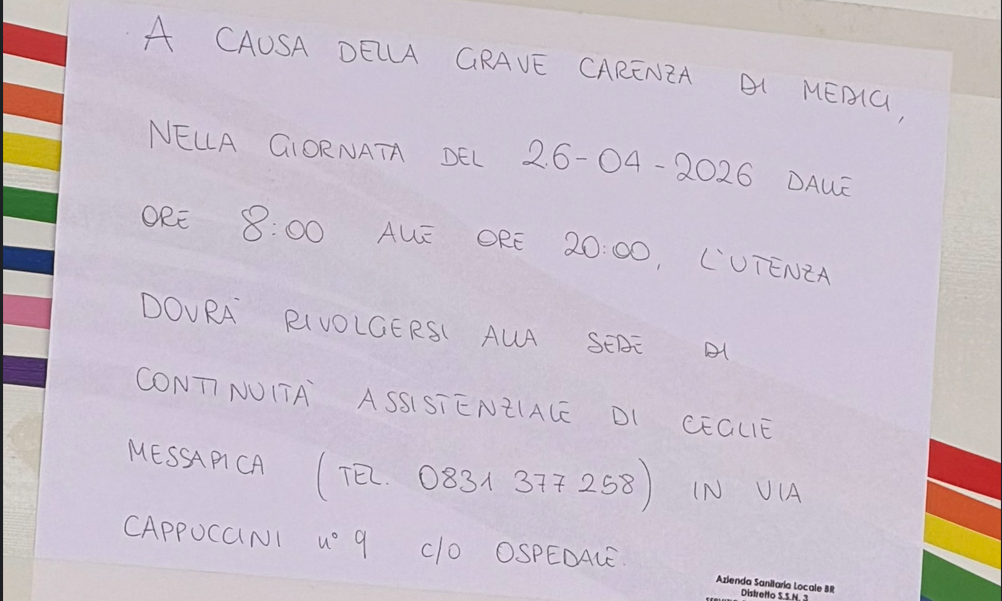 A CAUSA DELLA GRAVE CARENZA DI MEDICI,
NELLA GIORNATA DEL 26-04-2026 DALLE
ORE 8:00 ALLE ORE 20:00, L'UTENZA
DOVRA' RIVOLGERSI ALLA SEDE DI
CONTINUITA' ASSISTENZIALE DI CEGLIE
MESSAPICA (TEL. 0831 377 258) IN VIA
CAPPUCCINI n° 9 c/o OSPEDALE.
Azienda Sanitaria Locale BR
Distretto S.S.N. 3